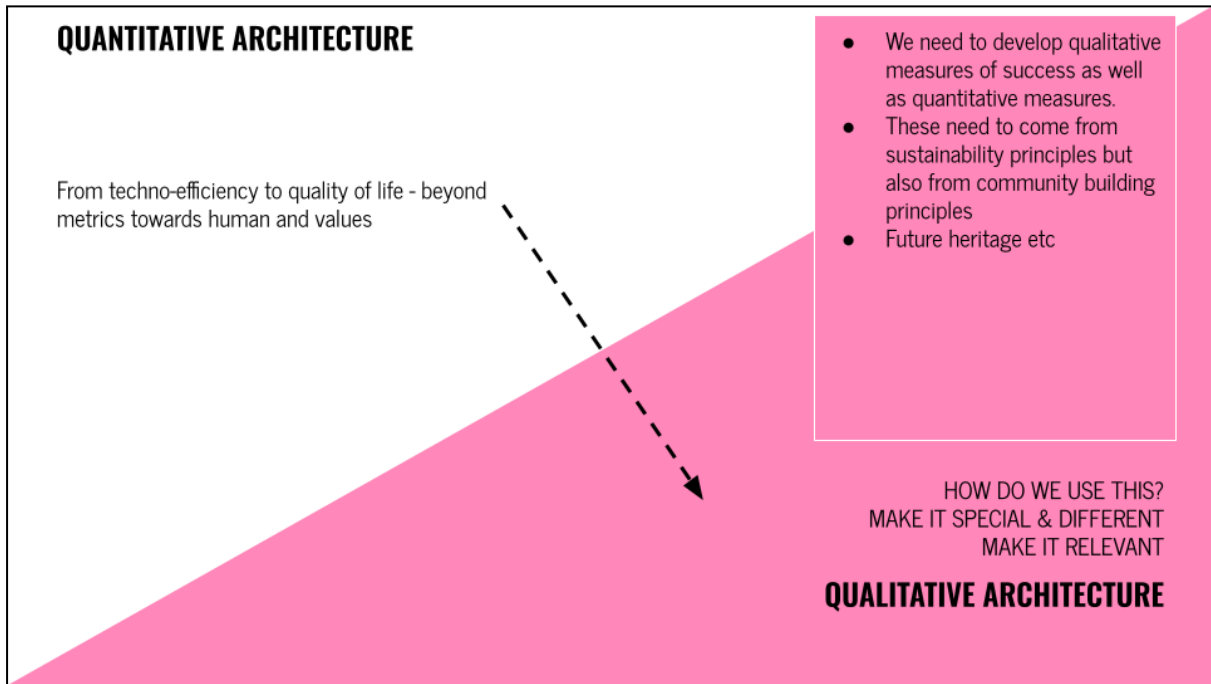 QUANTITATIVE ARCHITECTURE
From techno-efficiency to quality of life - beyond
metrics towards human and values
● We need to develop qualitative
measures of success as well
as quantitative measures.
● These need to come from
sustainability principles but
also from community building
principles
● Future heritage etc
HOW DO WE USE THIS?
MAKE IT SPECIAL & DIFFERENT
MAKE IT RELEVANT
QUALITATIVE ARCHITECTURE